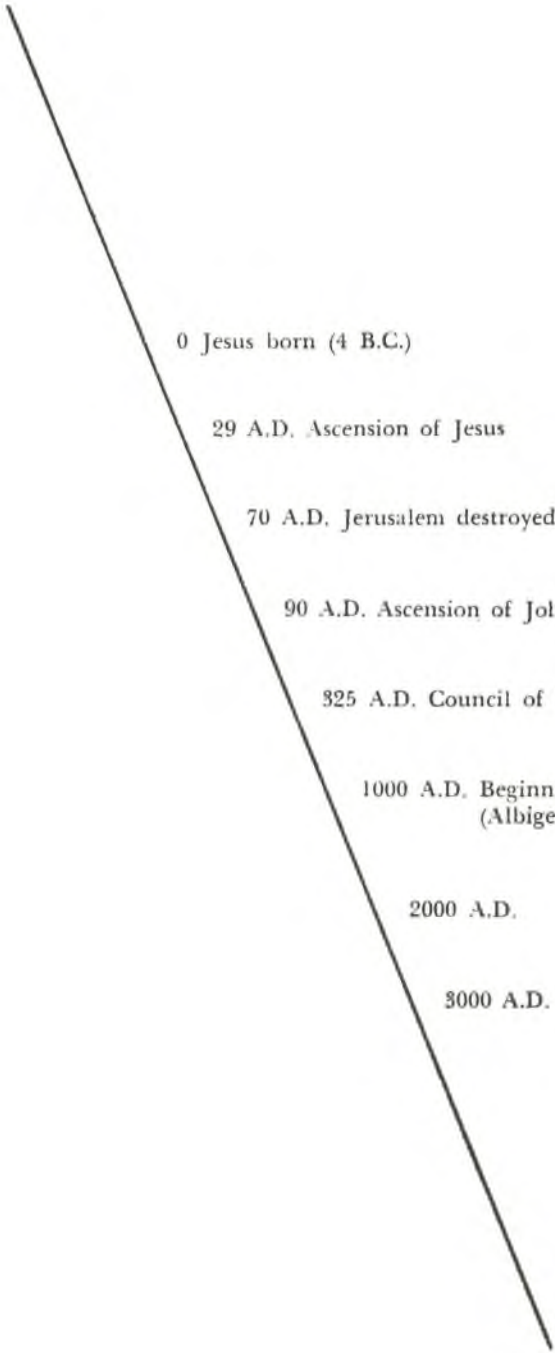 0 Jesus born (4 B.C.)
29 A.D. Ascension of Jesus
70 A.D. Jerusalem destroyed
90 A.D. Ascension of
325 A.D. Council of
1000 A.D.
2000 A.D.
3000 A.D.